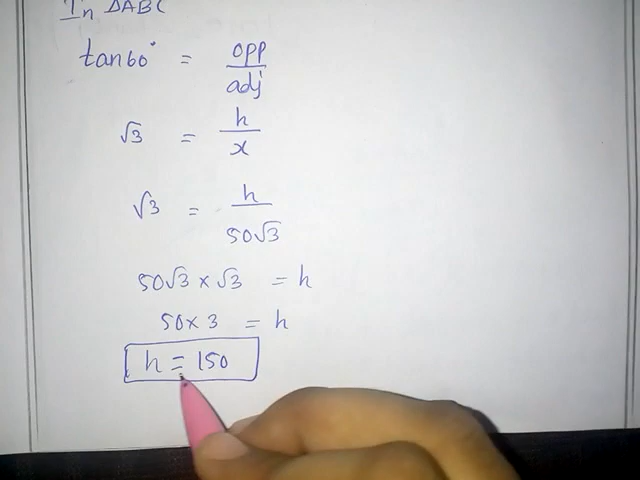 In ΔABC
tan60° = opp/adj
√3 = h/x
√3 = h/50√3
50√3 × √3 = h
50 × 3 = h
h = 150